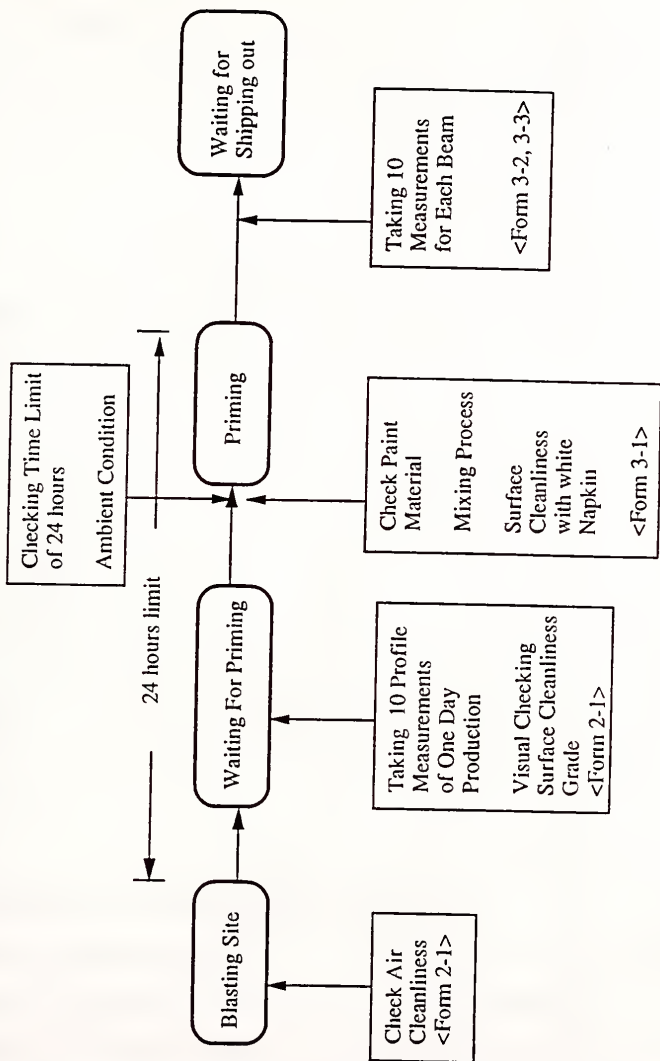 Checking Time Limit
of 24 hours
Ambient Condition
24 hours limit
Blasting Site
Waiting For Priming
Priming
Waiting for
Shipping out
Check Air
Cleanliness
<Form 2-1>
Taking 10 Profile
Measurements
of One Day
Production
Visual Checking
Surface Cleanliness
Grade
<Form 2-1>
Check Paint
Material
Mixing Process
Surface
Cleanliness
with white
Napkin
<Form 3-1>
Taking 10
Measurements
for Each Beam
<Form 3-2, 3-3>